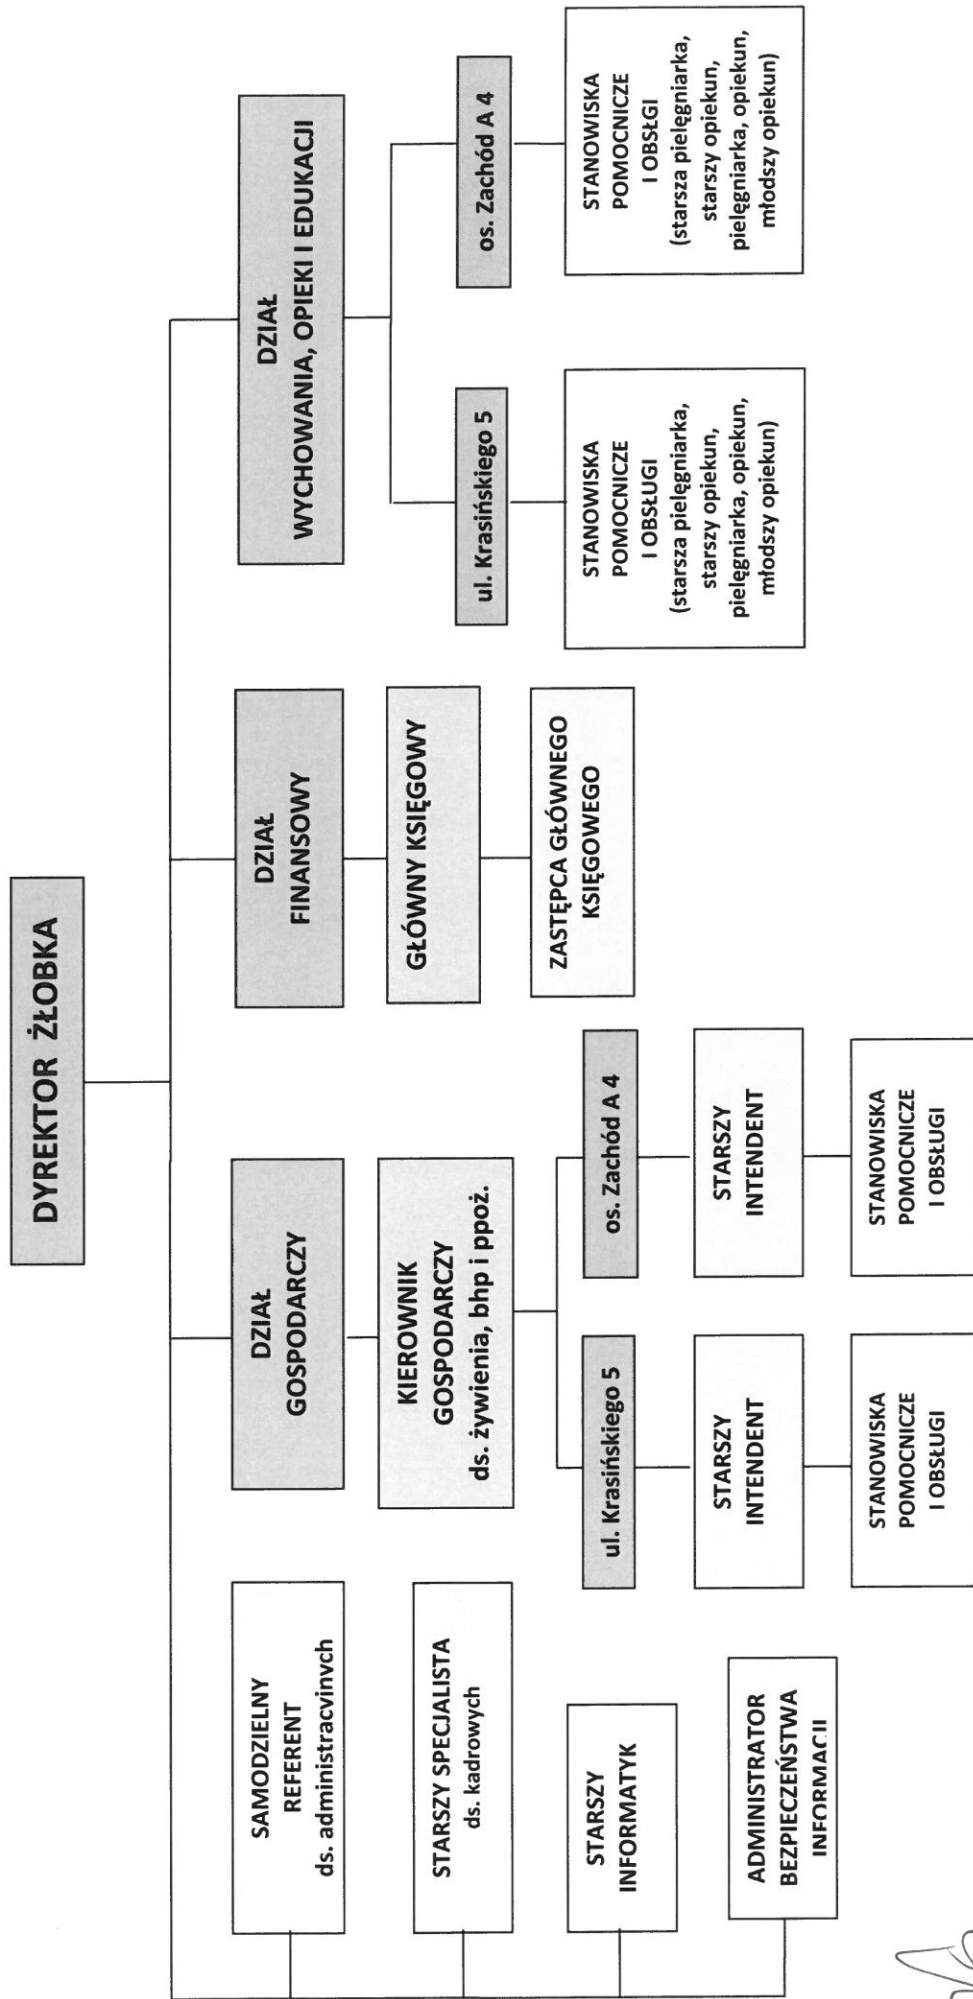 DYREKTOR ŻŁOBKA
SAMODZIELNY
REFERENT
ds. administracyjnych
STARSZY SPECJALISTA
ds. kadrowych
STARSZY
INFORMATYK
ADMINISTRATOR
BEZPIECZEŃSTWA
INFORMACJI
DZIAŁ
GOSPODARCZY
KIEROWNIK
GOSPODARCZY
ds. żywienia, bhp i ppoż.
ul. Krasińskiego 5
STARSZY
INTENDENT
STANOWISKA
POMOCNICZE
I OBSŁUGI
os. Zachód A 4
STARSZY
INTENDENT
STANOWISKA
POMOCNICZE
I OBSŁUGI
DZIAŁ
FINANSOWY
GŁÓWNY KSIĘGOWY
ZASTĘPCA GŁÓWNEGO
KSIĘGOWEGO
DZIAŁ
WYCHOWANIA, OPIEKI I EDUKACJI
ul. Krasińskiego 5
STANOWISKA
POMOCNICZE
I OBSŁUGI
(starsza pielęgniarka,
starszy opiekun,
pielęgniarka, opiekun,
młodszy opiekun)
os. Zachód A 4
STANOWISKA
POMOCNICZE
I OBSŁGI
(starsza pielęgniarka,
starszy opiekun,
pielęgniarka, opiekun,
młodszy opiekun)